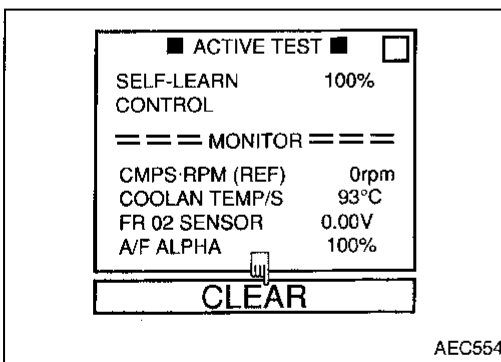 ■ ACTIVE TEST ■ □
SELF-LEARN 100%
CONTROL
=== MONITOR ===
CMPS·RPM (REF) 0rpm
COOLAN TEMP/S 93°C
FR 02 SENSOR 0.00V
A/F ALPHA 100%
CLEAR
AEC554